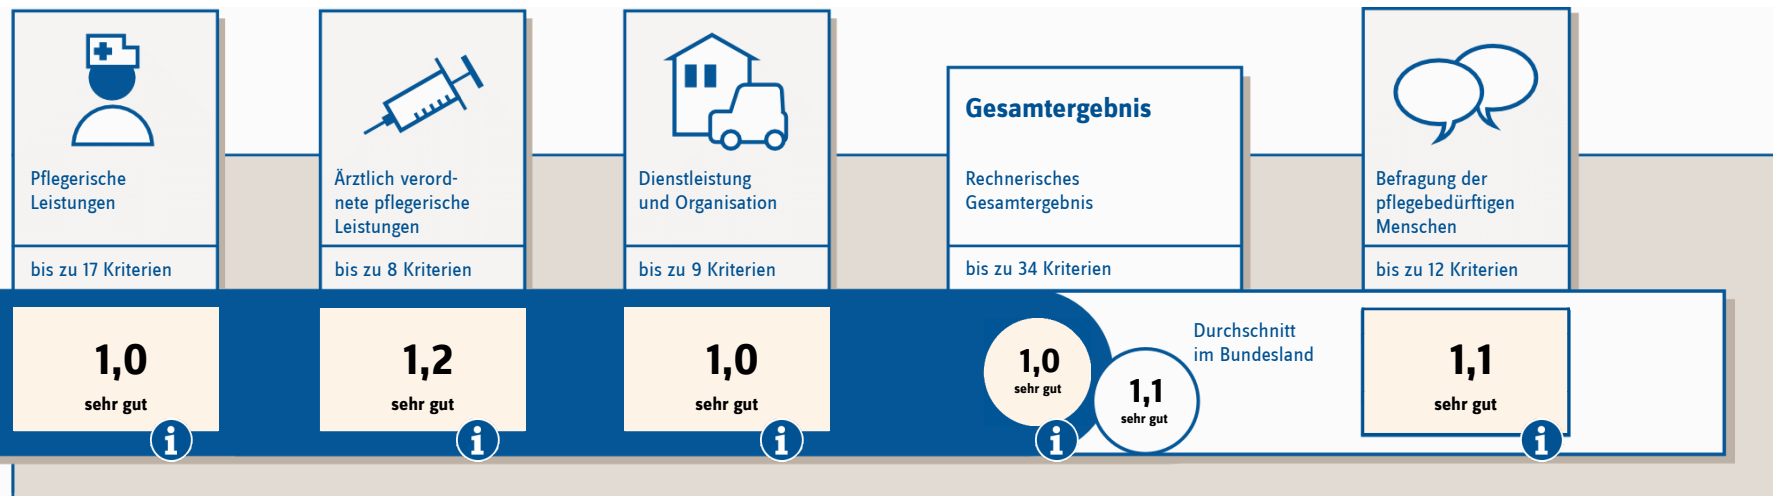 Pflegerische
Leistungen
bis zu 17 Kriterien
1,0
sehr gut
i
Ärztlich verord-
nete pflegerische
Leistungen
bis zu 8 Kriterien
1,2
sehr gut
i
Dienstleistung
und Organisation
bis zu 9 Kriterien
1,0
sehr gut
i
Gesamtergebnis
Rechnerisches
Gesamtergebnis
bis zu 34 Kriterien
1,0
sehr gut
i
1,1
sehr gut
Durchschnitt
im Bundesland
Befragung der
pflegebedürftigen
Menschen
bis zu 12 Kriterien
1,1
sehr gut
i